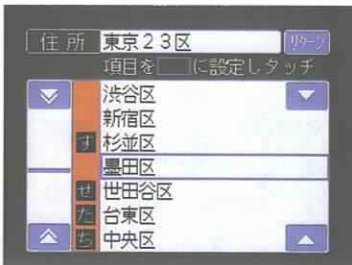 住所 東京23区 リターン
項目を に設定しタッチ
渋谷区
新宿区
す 杉並区
墨田区
せ 世田谷区
た 台東区
ち 中央区